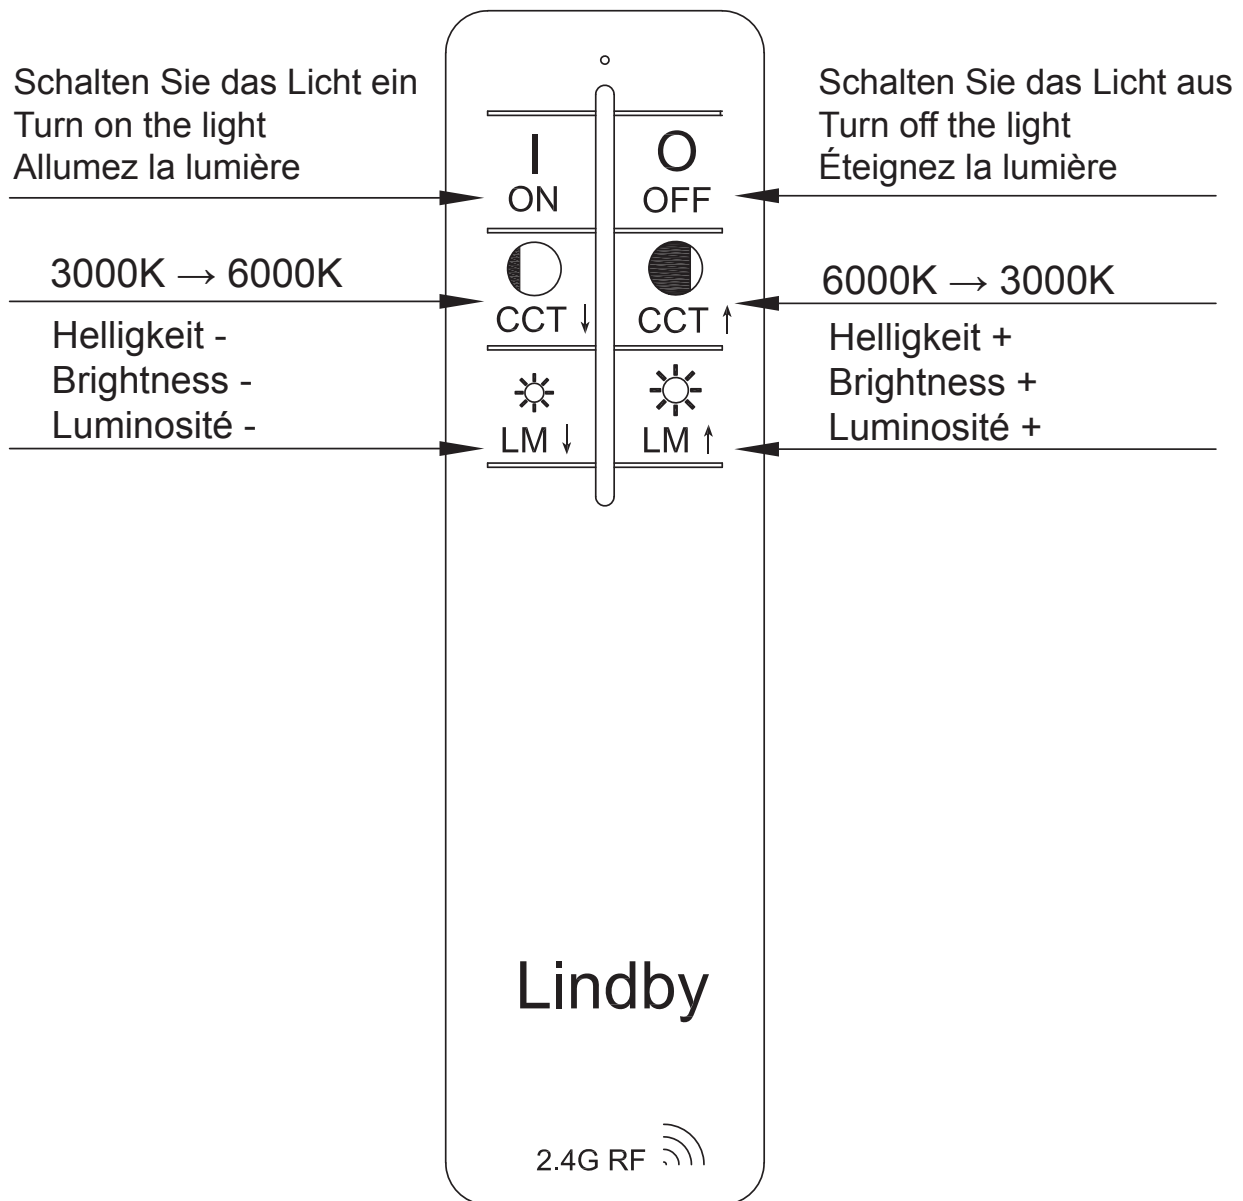 Schalten Sie das Licht ein
Turn on the light
Allumez la lumière
Schalten Sie das Licht aus
Turn off the light
Éteignez la lumière
I
ON
O
OFF
3000K → 6000K
6000K → 3000K
CCT ↓
CCT ↑
Helligkeit -
Brightness -
Luminosité -
Helligkeit +
Brightness +
Luminosité +
LM ↓
LM ↑
Lindby
2.4G RF